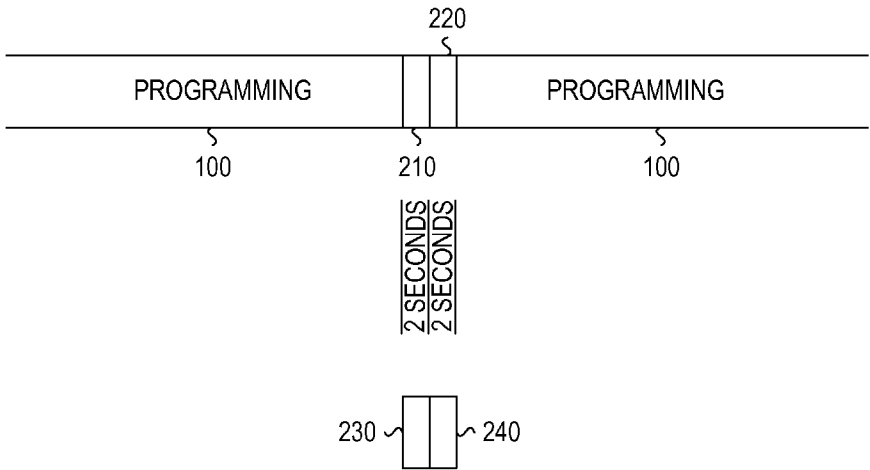 220
PROGRAMMING PROGRAMMING
100 210 100
2 SECONDS
2 SECONDS
230 240